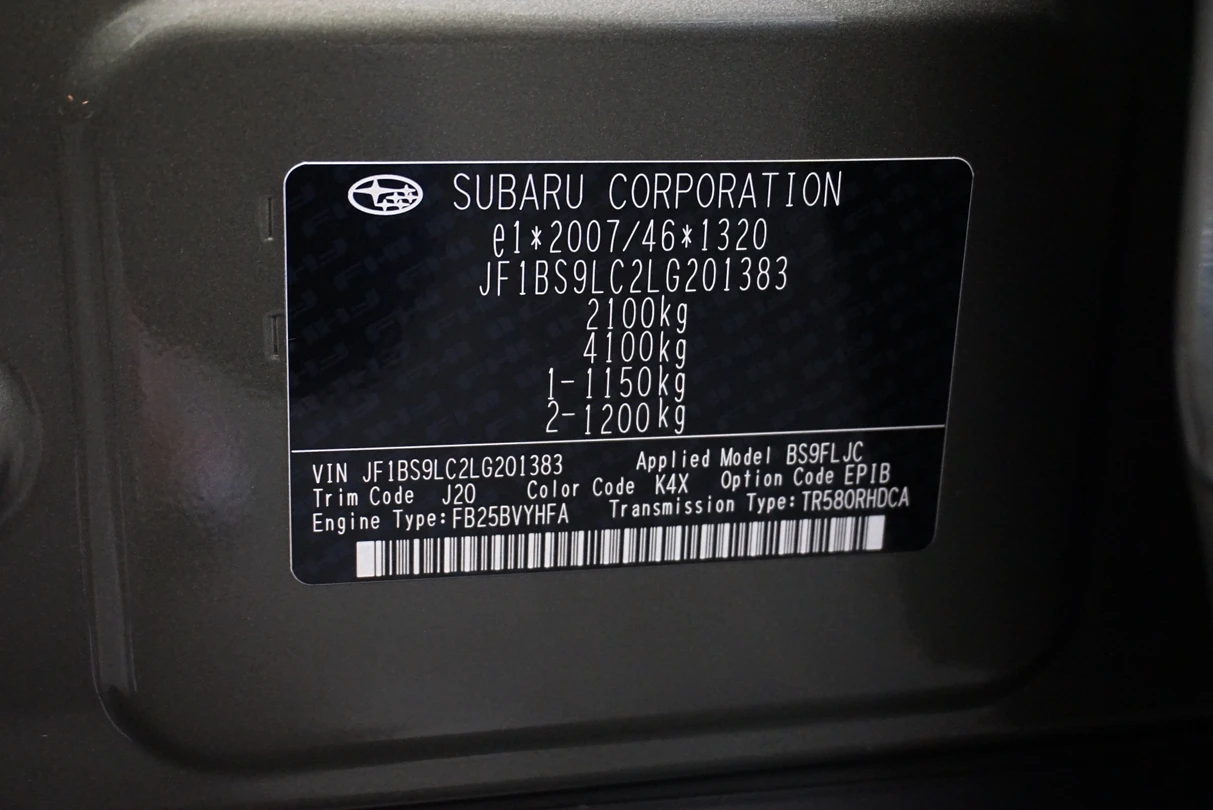 SUBARU CORPORATION
e1*2007/46*1320
JF1BS9LC2LG201383
2100kg
4100kg
1-1150kg
2-1200kg
VIN JF1BS9LC2LG201383 Applied Model BS9FLJC
Trim Code J20 Color Code K4X Option Code EPIB
Engine Type:FB25BVYHFA Transmission Type:TR580RHDCA